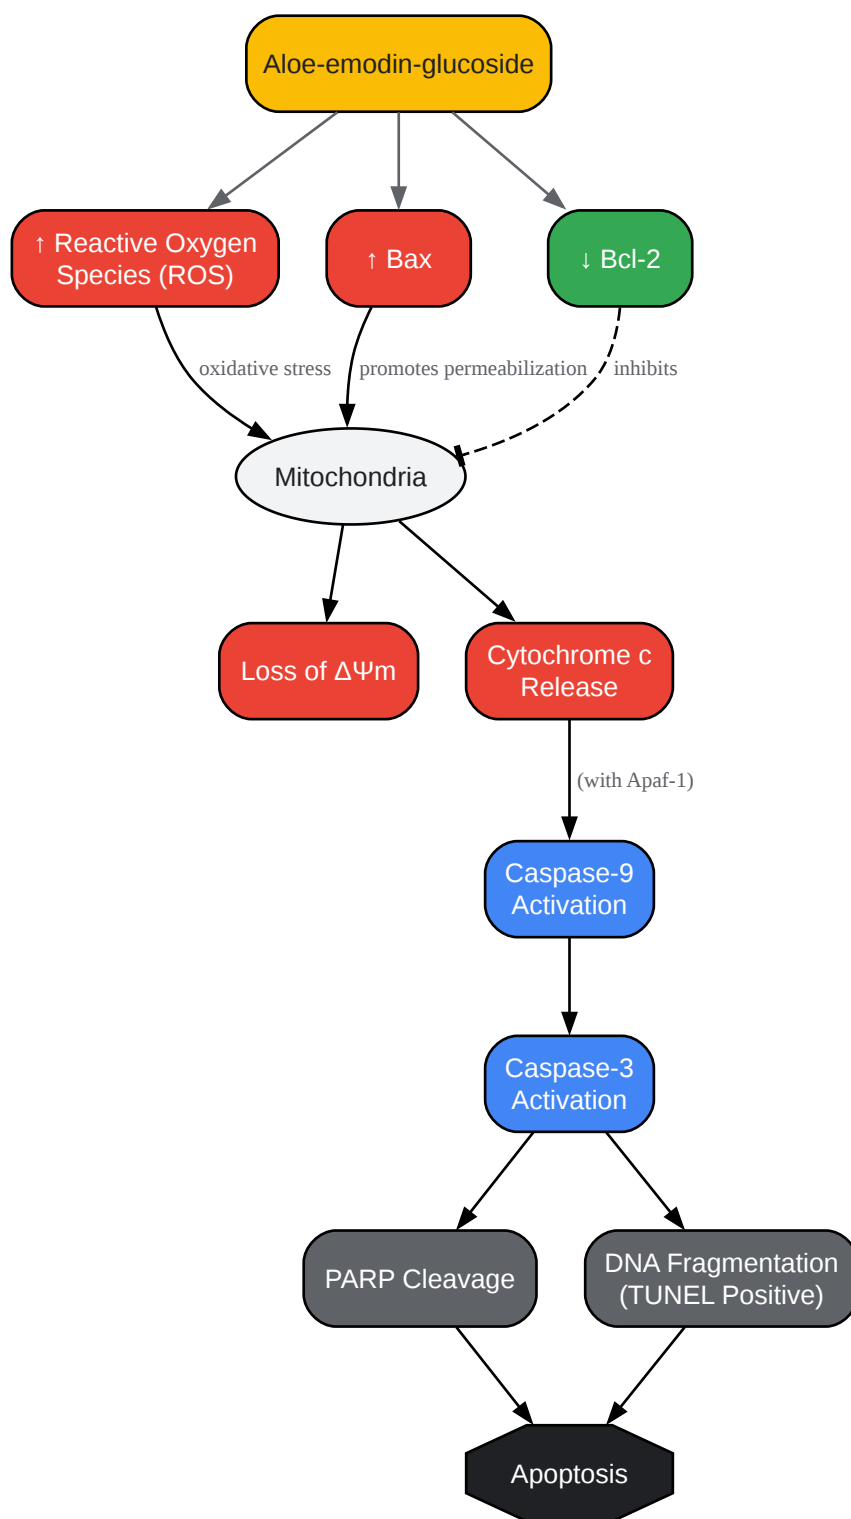 Aloe-emodin-glucoside
↑ Reactive Oxygen
Species (ROS)
↑ Bax
↓ Bcl-2
oxidative stress
promotes permeabilization
inhibits
Mitochondria
Loss of ΔΨm
Cytochrome c
Release
(with Apaf-1)
Caspase-9
Activation
Caspase-3
Activation
PARP Cleavage
DNA Fragmentation
(TUNEL Positive)
Apoptosis